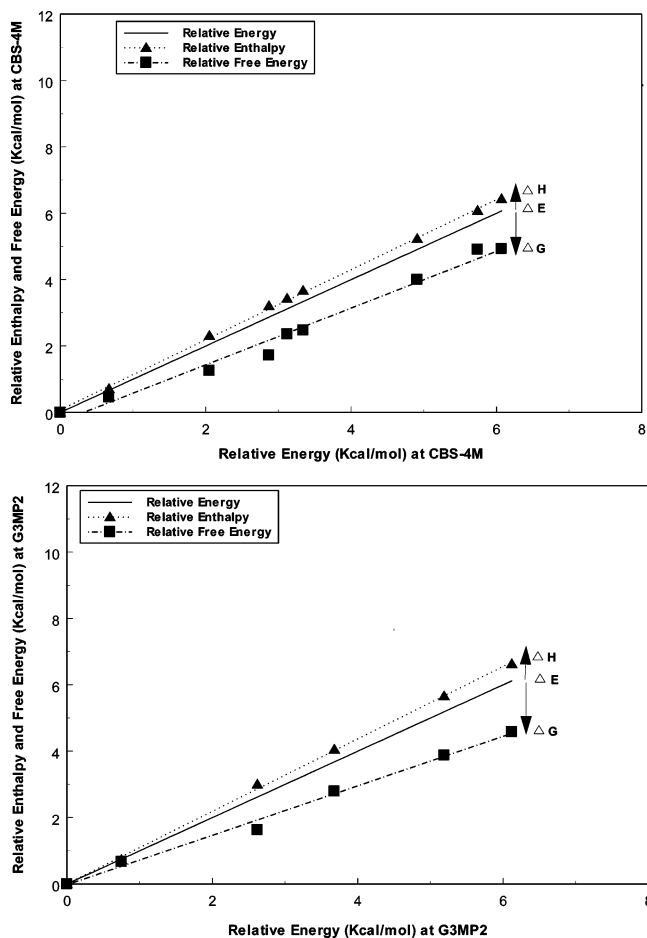 12
10
8
6
4
2
0
Relative Enthalpy and Free Energy (Kcal/mol) at CBS-4M
Relative Energy
Relative Enthalpy
Relative Free Energy
△ H
△ E
△ G
0 2 4 6 8
Relative Energy (Kcal/mol) at CBS-4M
12
10
8
6
4
2
0
Relative Enthalpy and Free Energy (Kcal/mol) at G3MP2
Relative Energy
Relative Enthalpy
Relative Free Energy
△ H
△ E
△ G
0 2 4 6 8
Relative Energy (Kcal/mol) at G3MP2